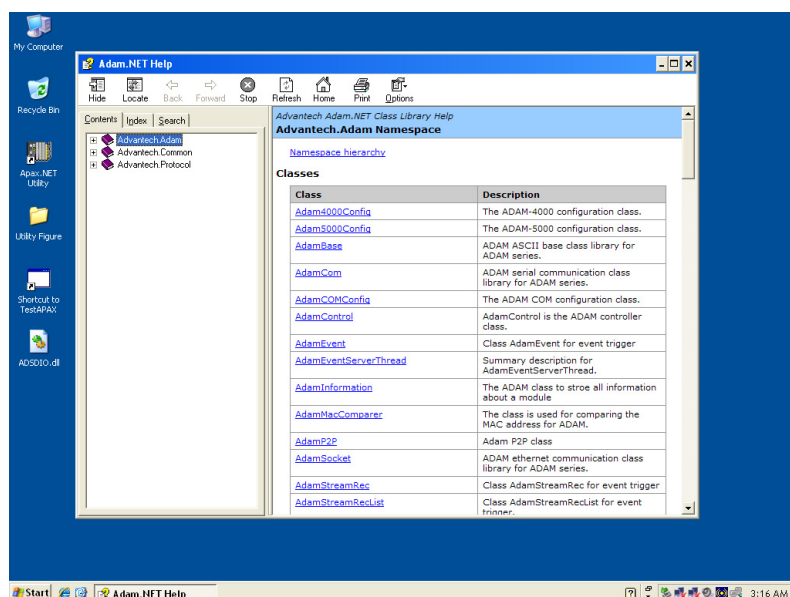 My Computer
Recycle Bin
Apax.NET
Utility
Utility Figure
Shortcut to
TestAPAX
ADSDIO.dll
Adam.NET Help
Hide Locate Back Forward Stop Refresh Home Print Options
Contents Index Search
Advantech.Adam
Advantech.Common
Advantech.Protocol
Advantech Adam.NET Class Library Help
Advantech.Adam Namespace
Namespace hierarchy
Classes
Class Description
Adam4000Config The ADAM-4000 configuration class.
Adam5000Config The ADAM-5000 configuration class.
AdamBase ADAM ASCII base class library for
ADAM series.
AdamCom ADAM serial communication class
library for ADAM series.
AdamCOMConfig The ADAM COM configuration class.
AdamControl AdamControl is the ADAM controller
class.
AdamEvent Class AdamEvent for event trigger
AdamEventServerThread Summary description for
AdamEventServerThread.
AdamInformation The ADAM class to stroe all information
about a module
AdamMacComparer The class is used for comparing the
MAC address for ADAM.
AdamP2P Adam P2P class
AdamSocket ADAM ethernet communication class
library for ADAM series.
AdamStreamRec Class AdamStreamRec for event trigger
AdamStreamRecList Class AdamStreamRecList for event
trigger.
Start Adam.NET Help 3:16 AM